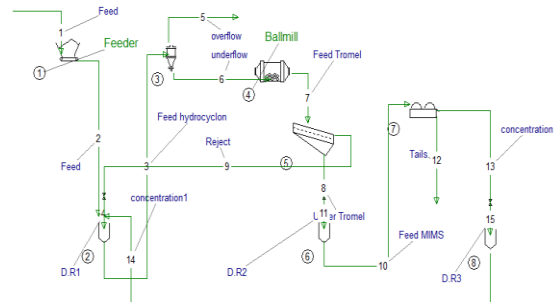 Feed
5
overflow
1
Feeder
1
underflow
Ballmill
3
6
4
Feed Tromel
7
2
Feed hydrocyclon
7
concentration
Reject
Feed
3
9
5
Tails
12
13
8
concentration1
11
15
D.R1
2
14
D.R2
6
Feed MIMS
10
D.R3
8